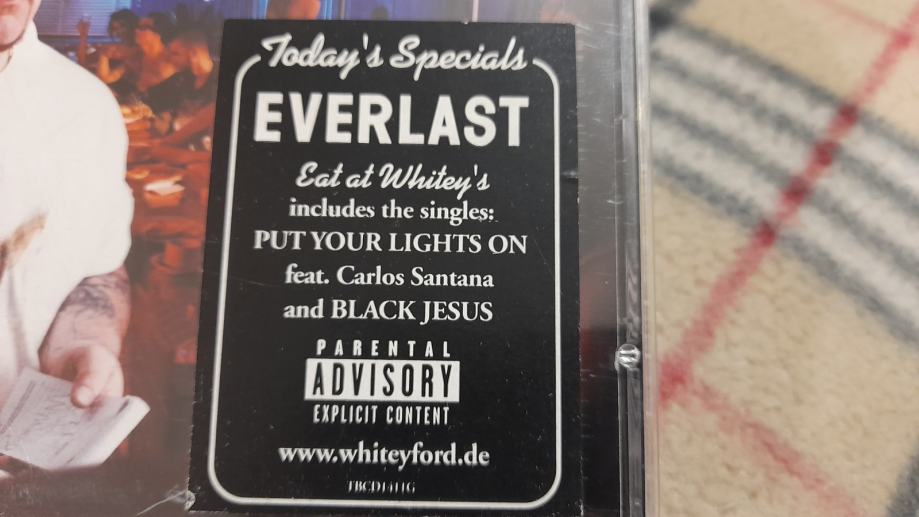 Today's Specials
EVERLAST
Eat at Whitey's
includes the singles:
PUT YOUR LIGHTS ON
feat. Carlos Santana
and BLACK JESUS
PARENTAL
ADVISORY
EXPLICIT CONTENT
www.whiteyford.de
TBCD1411G